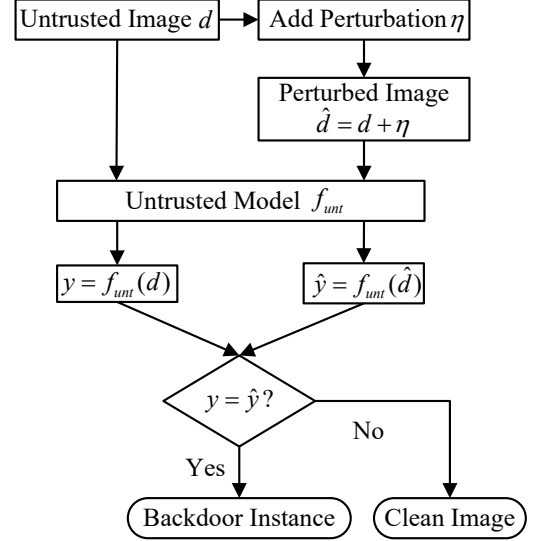 Untrusted Image d
Add Perturbation η
Perturbed Image
d̂ = d + η
Untrusted Model f_unt
y = f_unt(d)
ŷ = f_unt(d̂)
y = ŷ?
No
Yes
Backdoor Instance
Clean Image